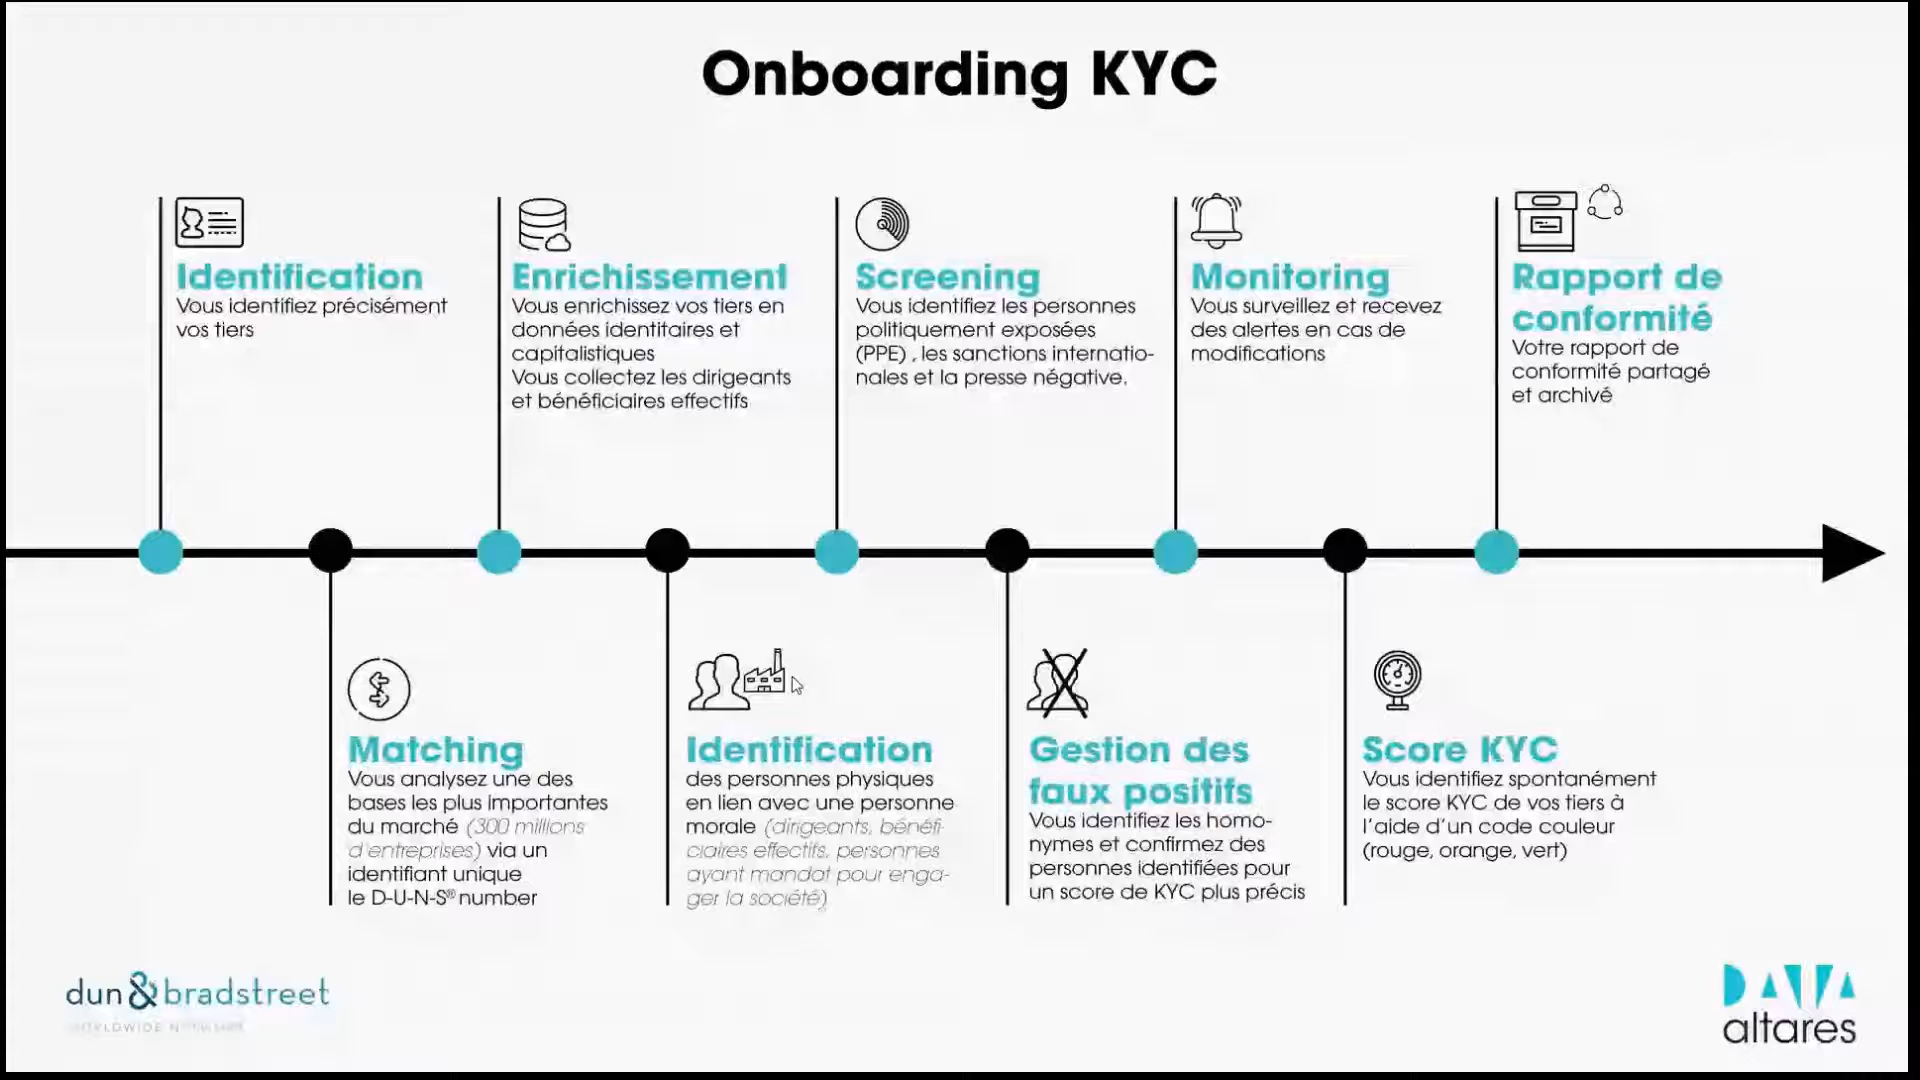 Onboarding KYC
Identification
Vous identifiez précisément
vos tiers
Enrichissement
Vous enrichissez vos tiers en
données identitaires et
capitalistiques
Vous collectez les dirigeants
et bénéficiaires effectifs
Screening
Vous identifiez les personnes
politiquement exposées
(PPE) , les sanctions internatio-
nales et la presse négative.
Monitoring
Vous surveillez et recevez
des alertes en cas de
modifications
Rapport de
conformité
Votre rapport de
conformité partagé
et archivé
Matching
Vous analysez une des
bases les plus importantes
du marché (300 millions
d'entreprises) via un
identifiant unique
le D-U-N-S® number
Identification
des personnes physiques
en lien avec une personne
morale (dirigeants, bénéfi-
ciaires effectifs, personnes
ayant mandat pour enga-
ger la société)
Gestion des
faux positifs
Vous identifiez les homo-
nymes et confirmez des
personnes identifiées pour
un score de KYC plus précis
Score KYC
Vous identifiez spontanément
le score KYC de vos tiers à
l'aide d'un code couleur
(rouge, orange, vert)
dun & bradstreet
WORLDWIDE NETWORK
DATA
altares